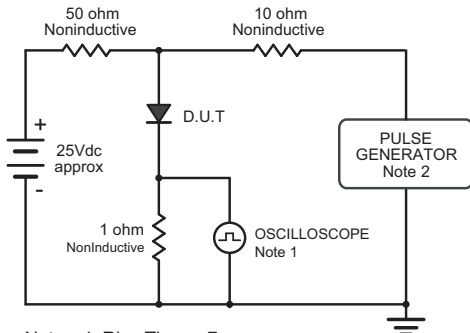 50 ohm
Noninductive
10 ohm
Noninductive
D.U.T
+
25Vdc
approx
-
PULSE
GENERATOR
Note 2
1 ohm
NonInductive
OSCILLOSCOPE
Note 1